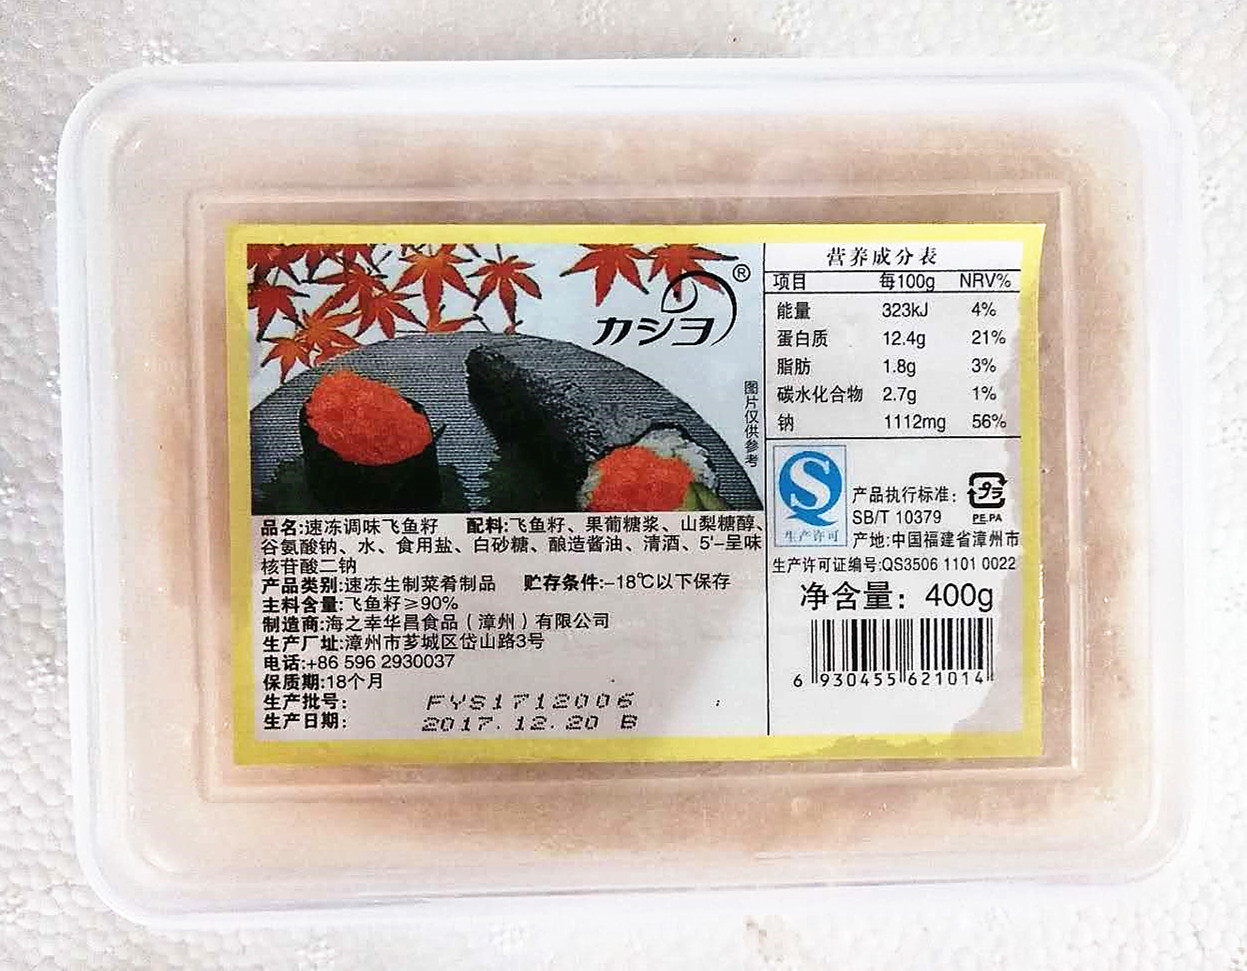 カショ
®
图片仅供参考
品名:速冻调味飞鱼籽 配料:飞鱼籽、果葡糖浆、山梨糖醇、
谷氨酸钠、水、食用盐、白砂糖、酿造酱油、清酒、5'-呈味
核苷酸二钠
产品类别:速冻生制菜肴制品 贮存条件:-18℃以下保存
主料含量:飞鱼籽≥90%
制造商:海之幸华昌食品(漳州)有限公司
生产厂址:漳州市芗城区岱山路3号
电话:+86 596 2930037
保质期:18个月
生产批号: FYS1712006
生产日期: 2017.12.20 B
营养成分表
项目 每100g NRV%
能量 323kJ 4%
蛋白质 12.4g 21%
脂肪 1.8g 3%
碳水化合物 2.7g 1%
钠 1112mg 56%
生产许可
产品执行标准:
SB/T 10379
プラ
PE.PA
产地:中国福建省漳州市
生产许可证编号:QS3506 1101 0022
净含量: 400g
6 930455 621014